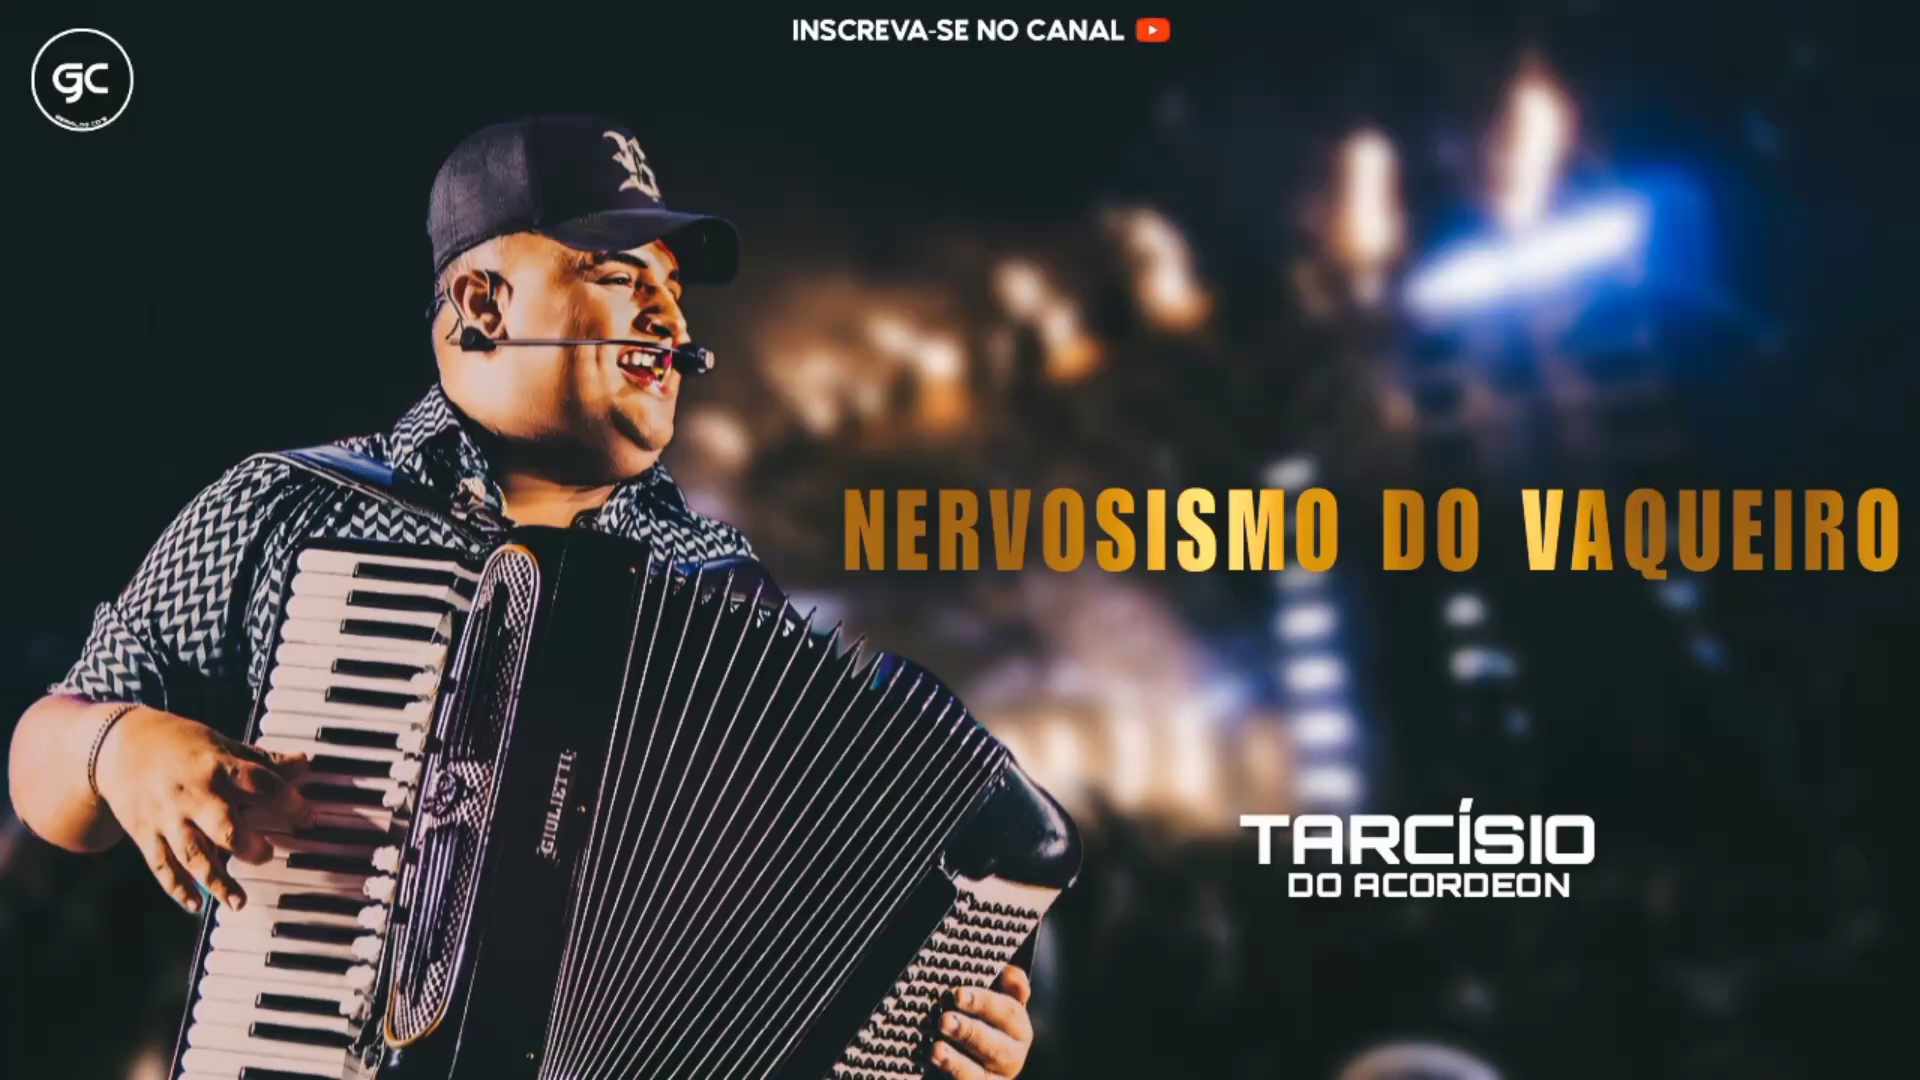 INSCREVA-SE NO CANAL
GC
NERVOSISMO DO VAQUEIRO
GIULIETTI
TARCÍSIO
DO ACORDEON